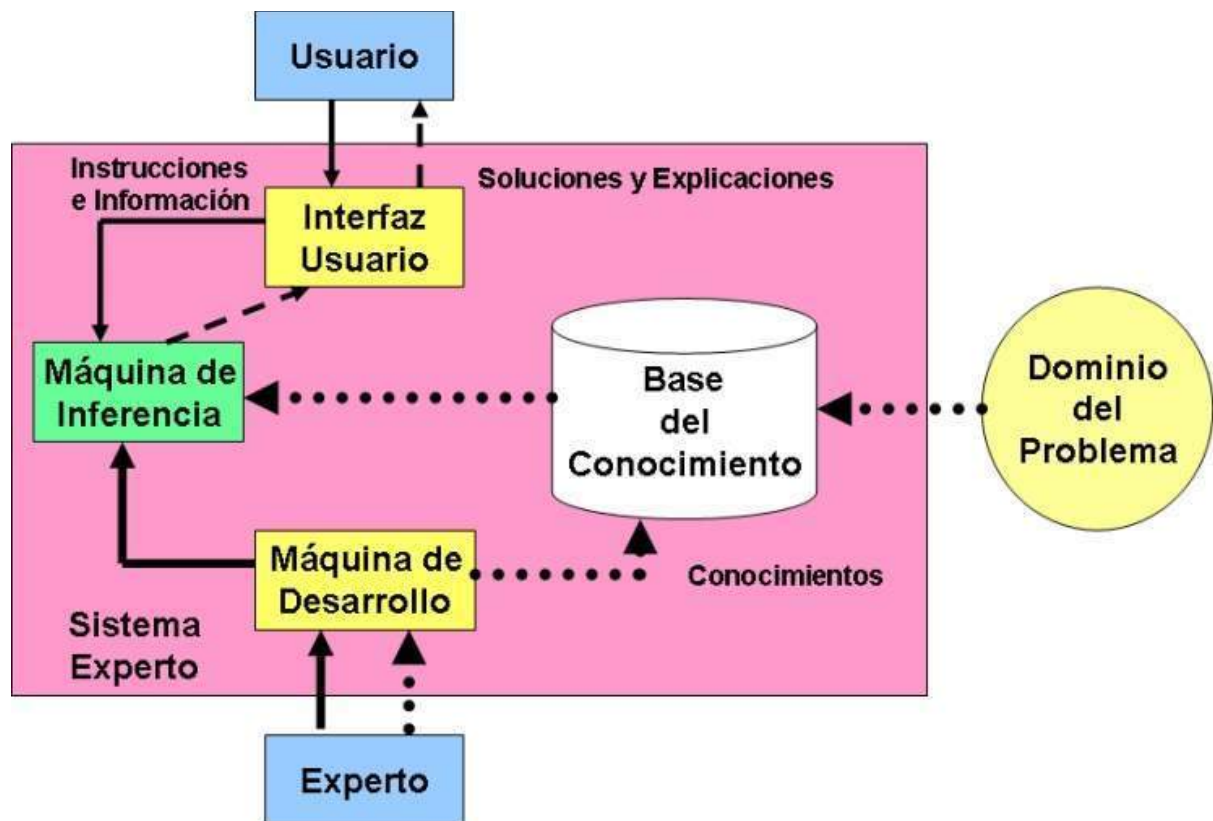 Usuario
Instrucciones
e Información
Soluciones y Explicaciones
Interfaz
Usuario
Máquina de
Inferencia
Base
del
Conocimiento
Dominio
del
Problema
Máquina de
Desarrollo
Conocimientos
Sistema
Experto
Experto